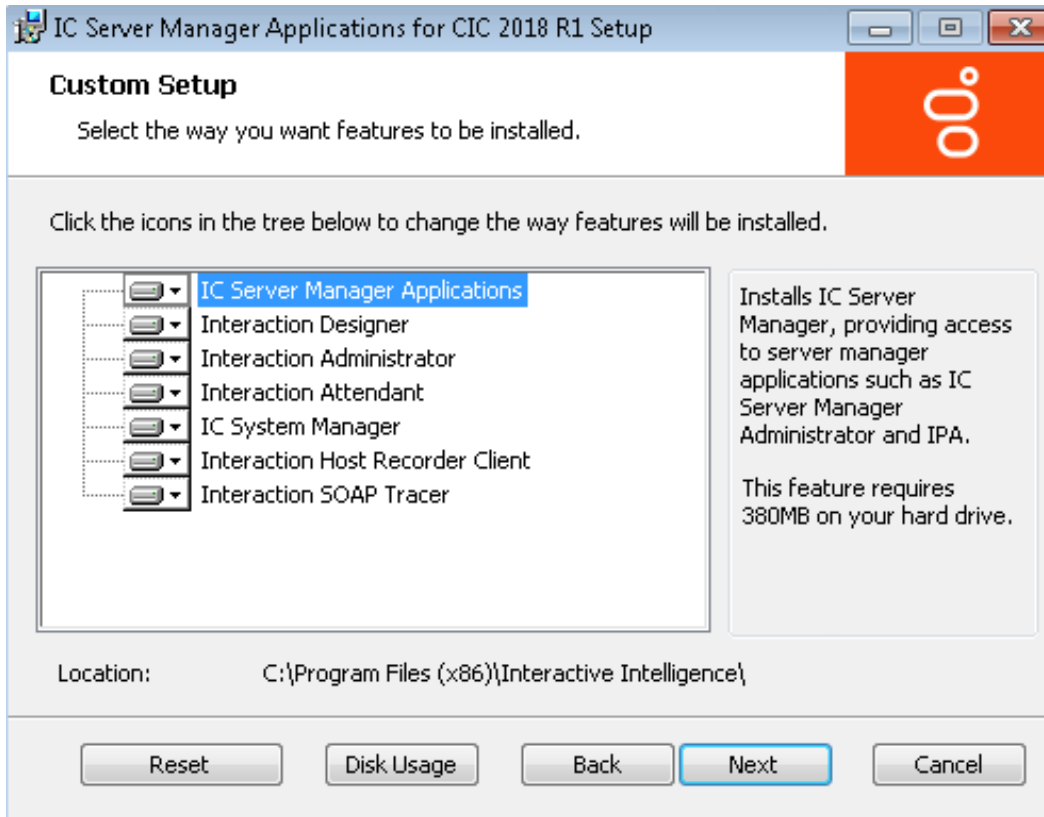 IC Server Manager Applications for CIC 2018 R1 Setup
Custom Setup
Select the way you want features to be installed.
Click the icons in the tree below to change the way features will be installed.
IC Server Manager Applications
Interaction Designer
Interaction Administrator
Interaction Attendant
IC System Manager
Interaction Host Recorder Client
Interaction SOAP Tracer
Installs IC Server
Manager, providing access
to server manager
applications such as IC
Server Manager
Administrator and IPA.
This feature requires
380MB on your hard drive.
Location: C:\Program Files (x86)\Interactive Intelligence\
Reset Disk Usage Back Next Cancel